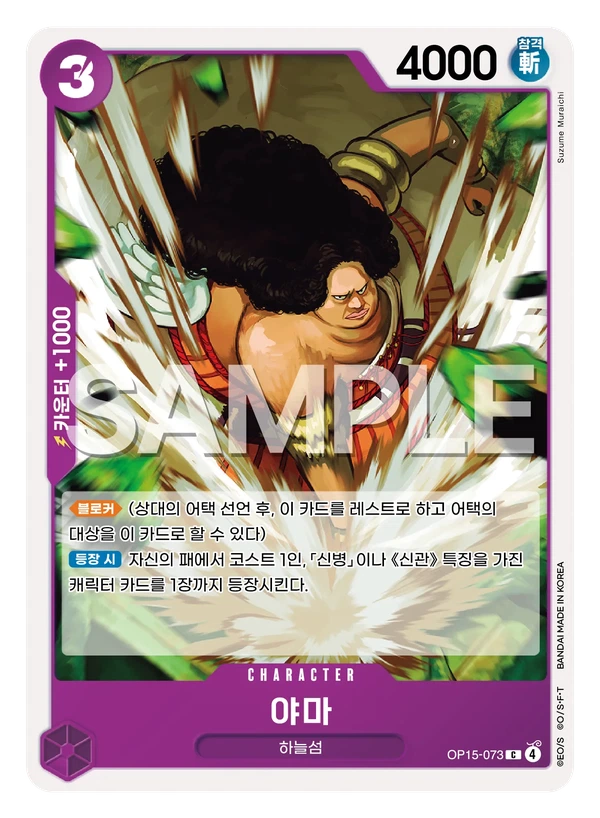 3
4000
참격
斬
Suzume Muraichi
카운터 +1000
SAMPLE
블로커 (상대의 어택 선언 후, 이 카드를 레스트로 하고 어택의
대상을 이 카드로 할 수 있다)
등장 시 자신의 패에서 코스트 1인, 「신병」이나 《신관》 특징을 가진
캐릭터 카드를 1장까지 등장시킨다.
CHARACTER
야마
하늘섬
OP15-073 C 4
©EO/S ©O/S·F·T BANDAI MADE IN KOREA